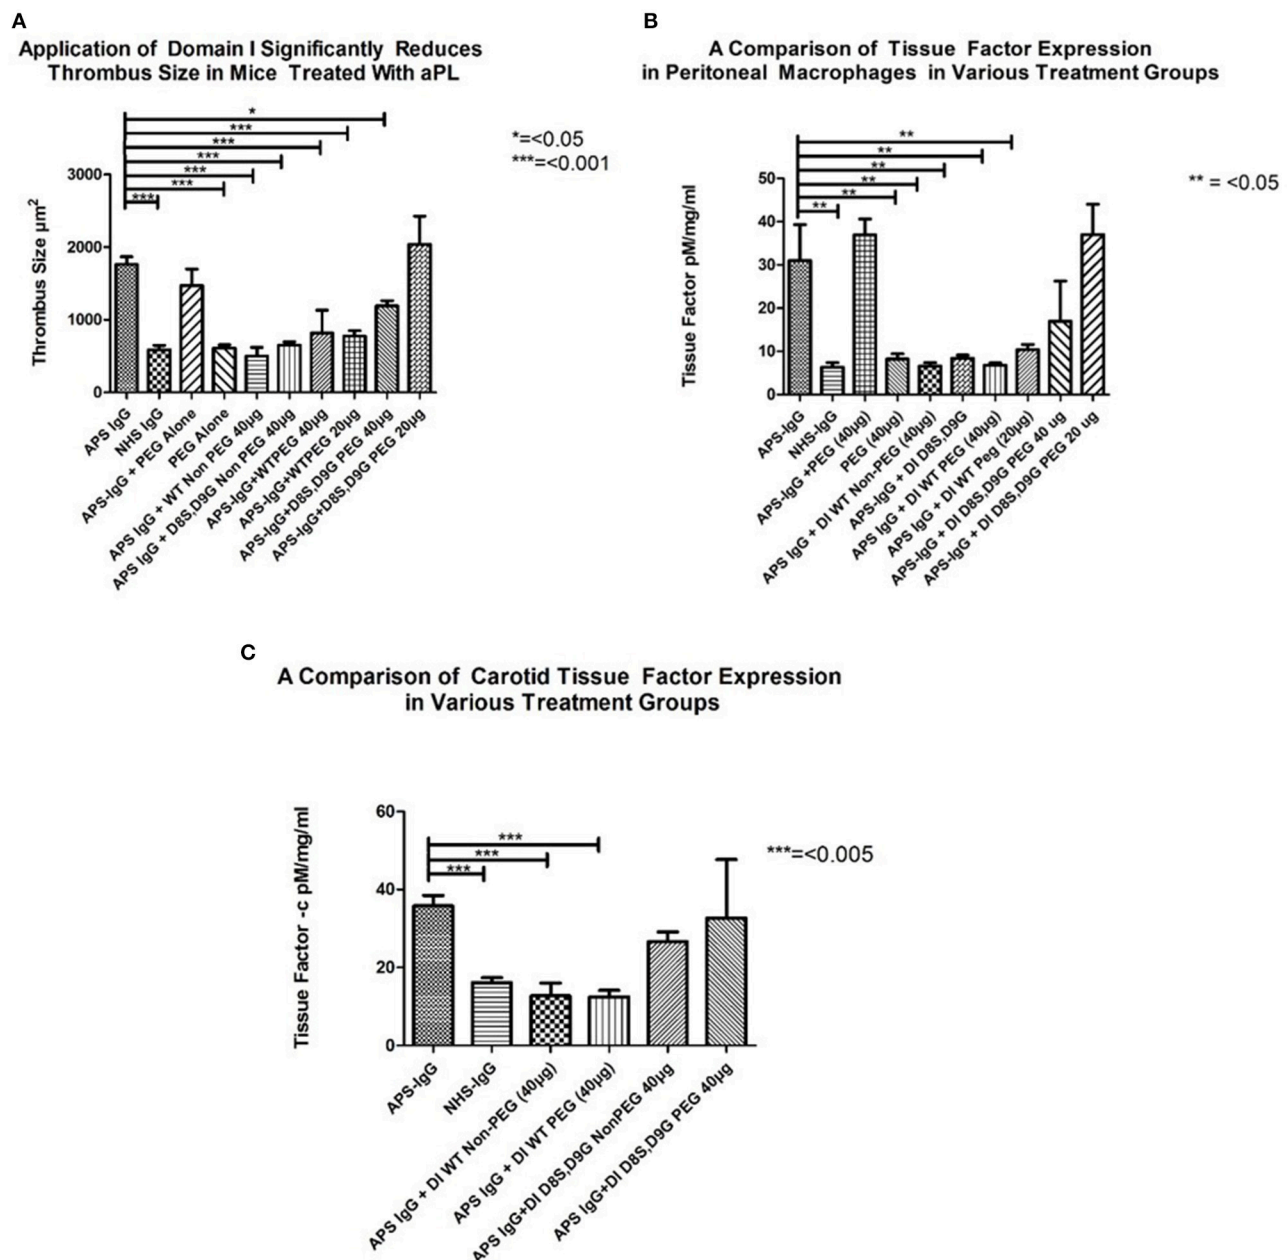 A
Application of Domain I Significantly Reduces
Thrombus Size in Mice Treated With aPL
*
***
***
***
***
***
***
*=<0.05
***=<0.001
Thrombus Size µm2
3000
2000
1000
0
APS IgG
NHS IgG
APS-IgG + PEG Alone
PEG Alone
APS IgG + WT Non PEG 40µg
APS IgG + D8S,D9G Non PEG 40µg
APS-IgG+WTPEG 40µg
APS-IgG+WTPEG 20µg
APS-IgG+D8S,D9G PEG 40µg
APS-IgG+D8S,D9G PEG 20µg
B
A Comparison of Tissue Factor Expression
in Peritoneal Macrophages in Various Treatment Groups
**
**
**
**
**
**
** = <0.05
Tissue Factor pM/mg/ml
50
40
30
20
10
0
APS-IgG
NHS-IgG
APS-IgG +PEG (40µg)
PEG (40µg)
APS IgG + DI WT Non-PEG (40µg)
APS-IgG + DI D8S,D9G
APS IgG + DI WT PEG (40µg)
APS IgG + DI WT Peg (20µg)
APS-IgG + DI D8S,D9G PEG 40 ug
APS-IgG + DI D8S,D9G PEG 20 ug
C
A Comparison of Carotid Tissue Factor Expression
in Various Treatment Groups
***
***
***
***=<0.005
Tissue Factor -c pM/mg/ml
60
40
20
0
APS-IgG
NHS-IgG
APS IgG + DI WT Non-PEG (40µg)
APS IgG + DI WT PEG (40µg)
APS IgG+DI D8S,D9G NonPEG 40µg
APS IgG+DI D8S,D9G PEG 40µg